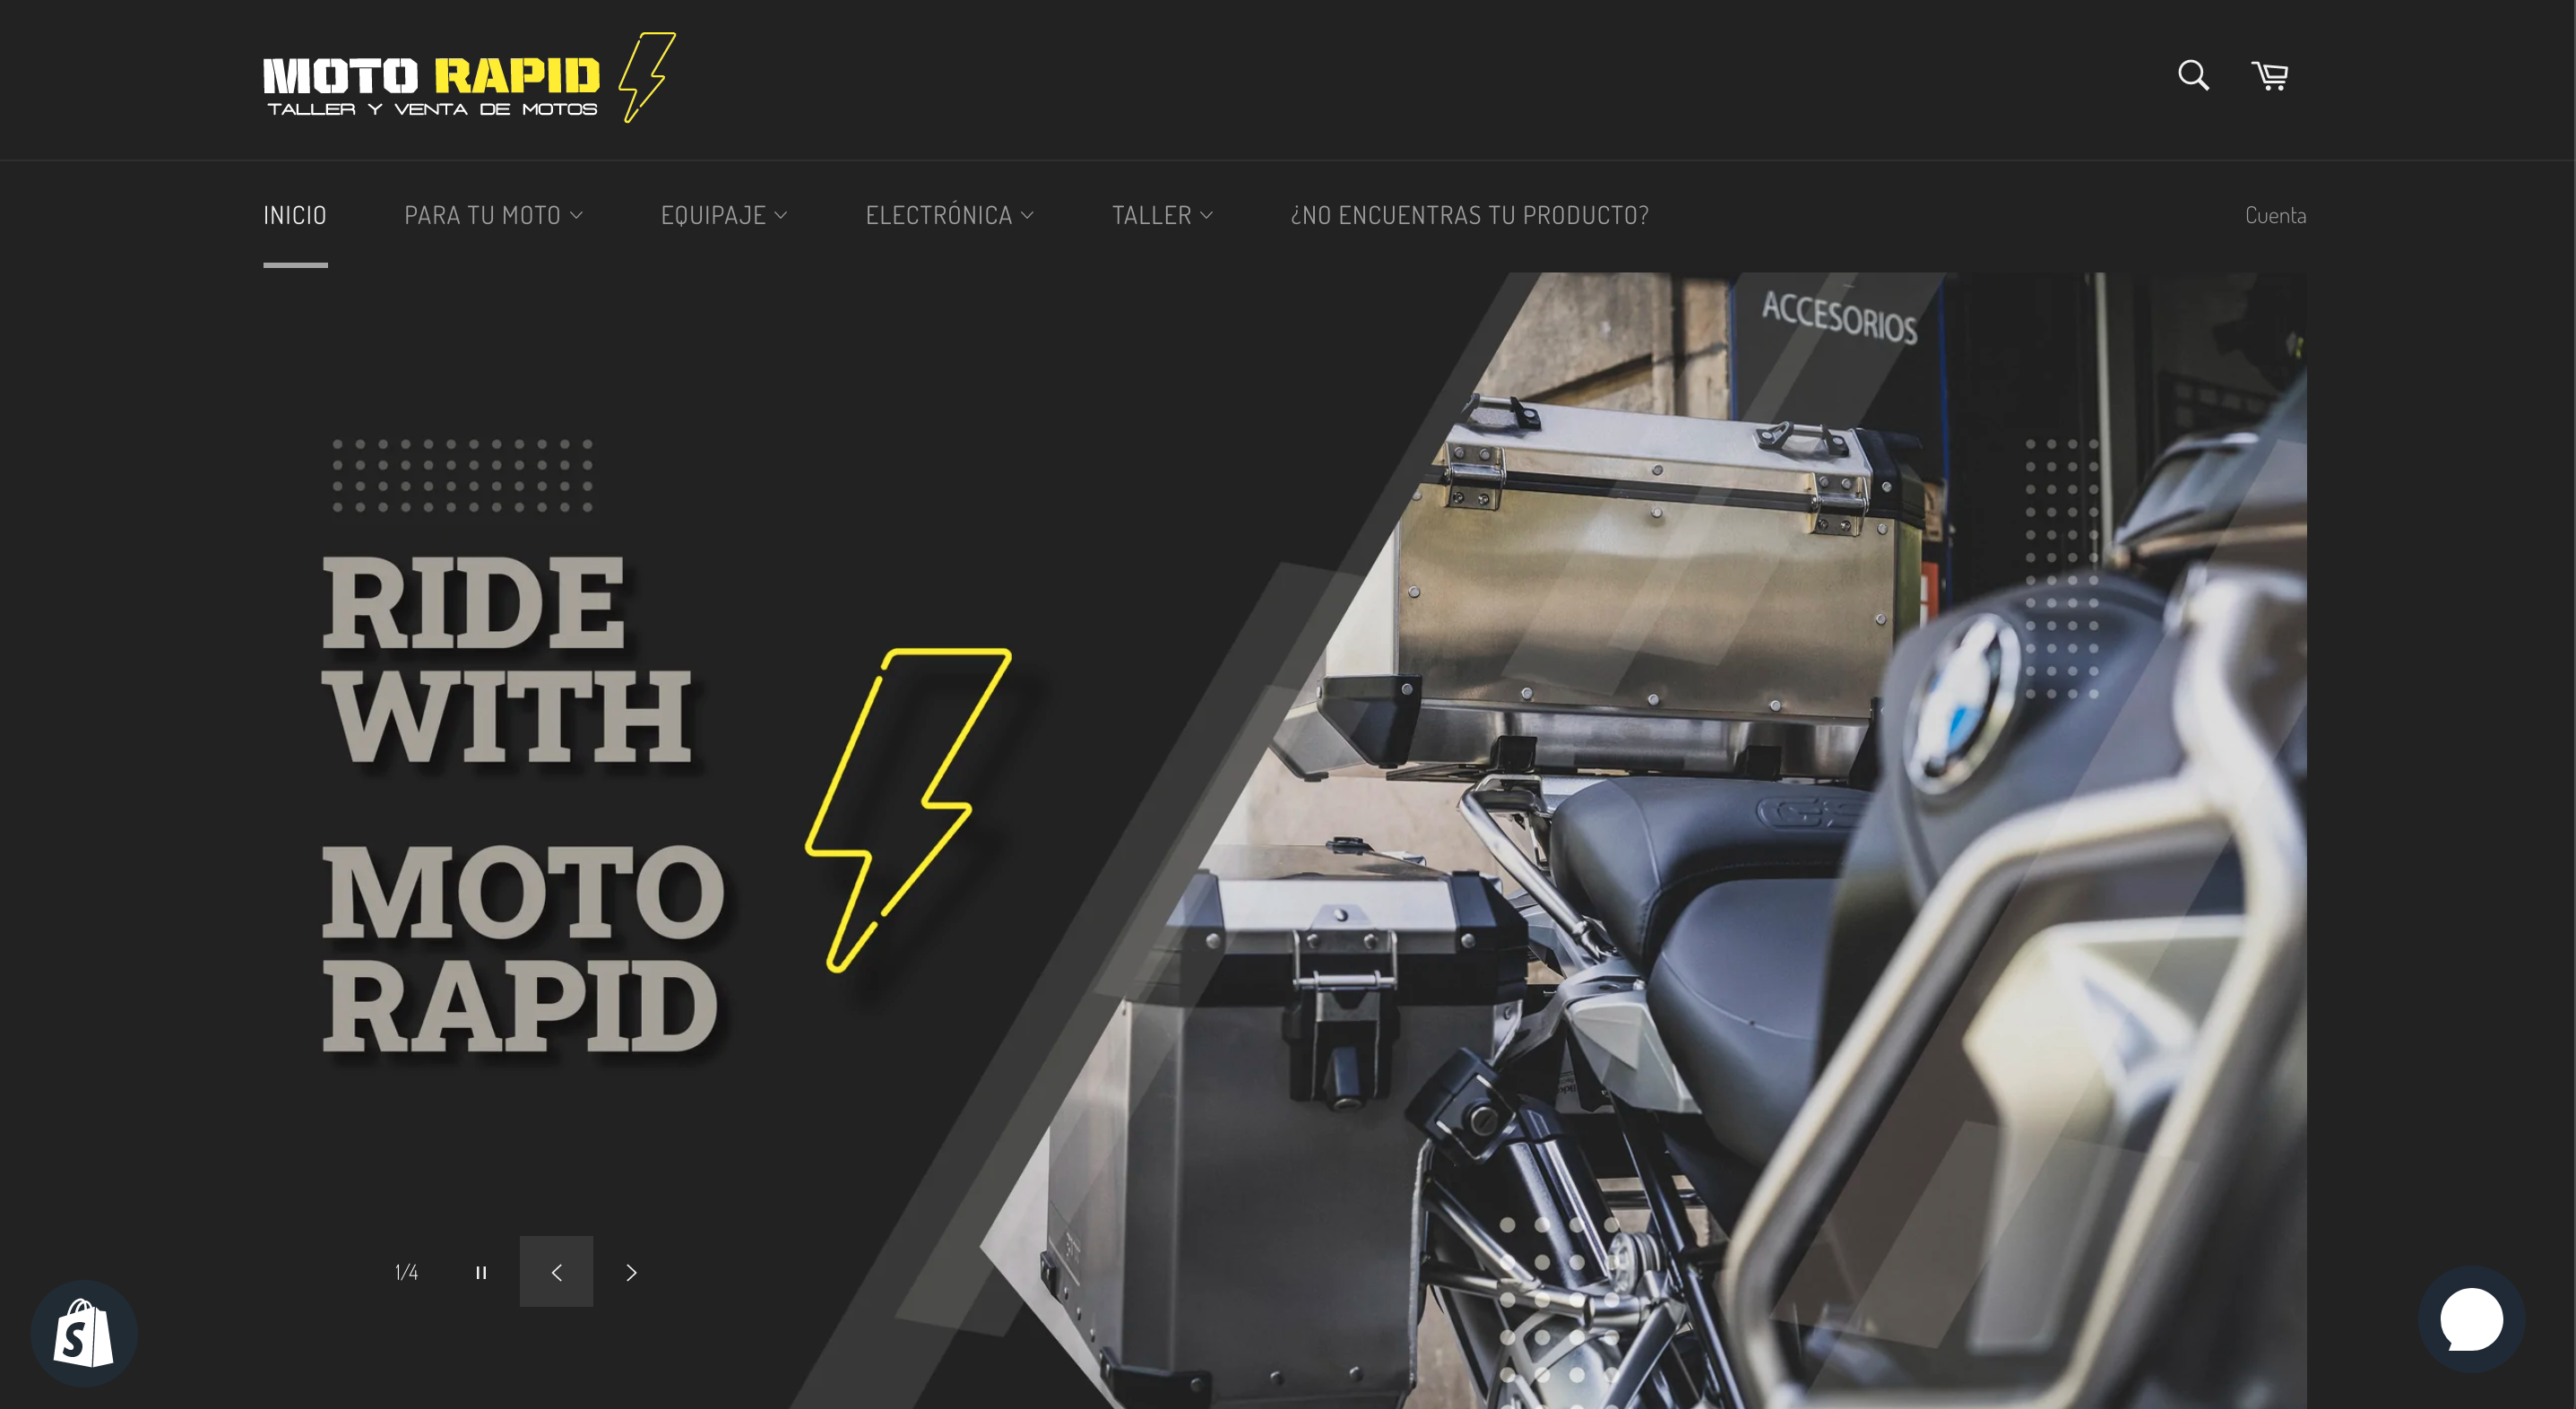 MOTO RAPID
TALLER Y VENTA DE MOTOS
INICIO PARA TU MOTO EQUIPAJE ELECTRÓNICA TALLER ¿NO ENCUENTRAS TU PRODUCTO? Cuenta
ACCESORIOS
RIDE
WITH
MOTO
RAPID
GS
1/4